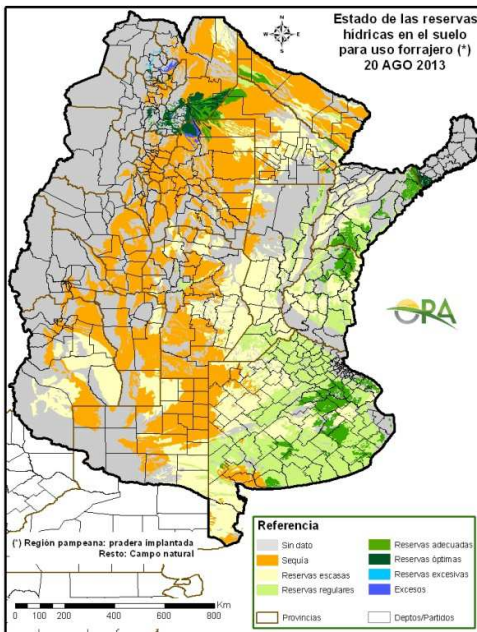 Estado de las reservas
hídricas en el suelo
para uso forrajero (*)
20 AGO 2013
N
W E
S
ORA
(*) Región pampeana: pradera implantada
Resto: Campo natural
0 100 200 400 600 800 Km
Referencia
Sin dato
Sequía
Reservas escasas
Reservas regulares
Reservas adecuadas
Reservas óptimas
Reservas excesivas
Excesos
Provincias
Deptos/Partidos